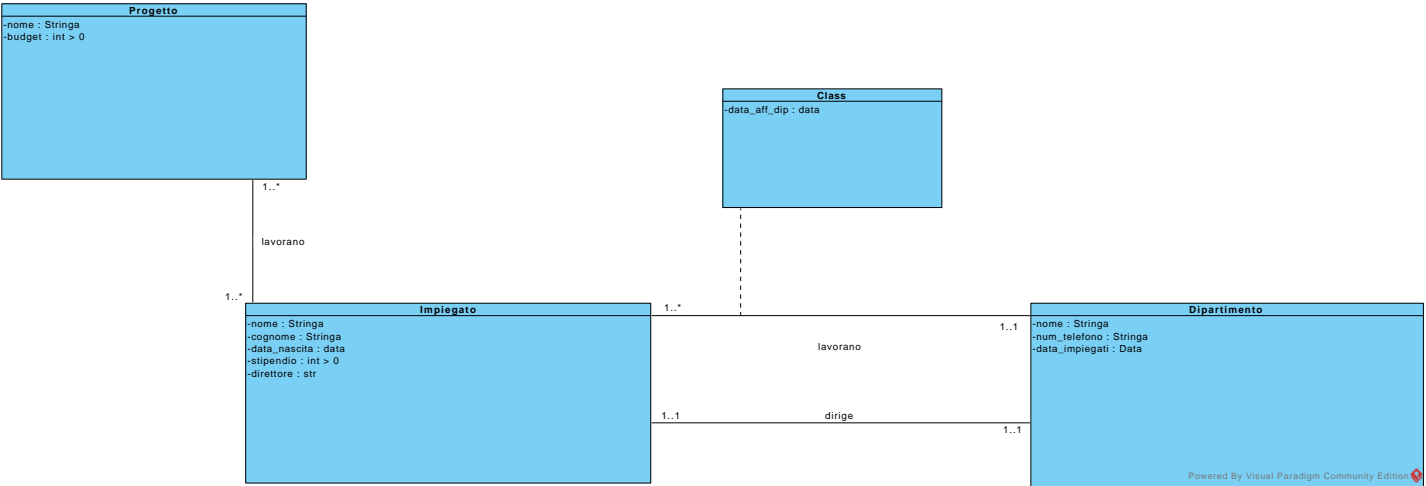 Progetto
-nome : Stringa
-budget : int > 0
Class
-data_aff_dip : data
1..*
lavorano
1..*
Impiegato
-nome : Stringa
-cognome : Stringa
-data_nascita : data
-stipendio : int > 0
-direttore : str
1..*
1..1
lavorano
1..1
dirige
1..1
Dipartimento
-nome : Stringa
-num_telefono : Stringa
-data_impiegati : Data
Powered By Visual Paradigm Community Edition